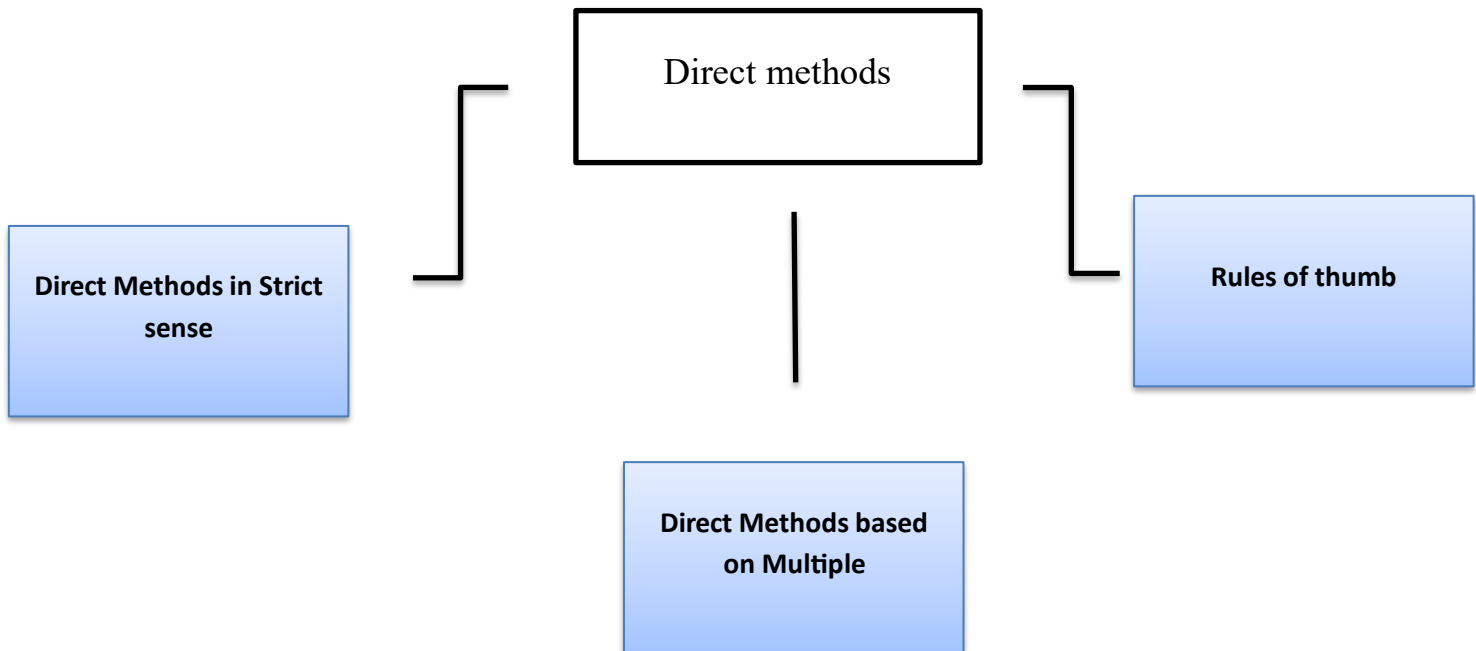 Direct methods
Direct Methods in Strict
sense
Rules of thumb
Direct Methods based
on Multiple